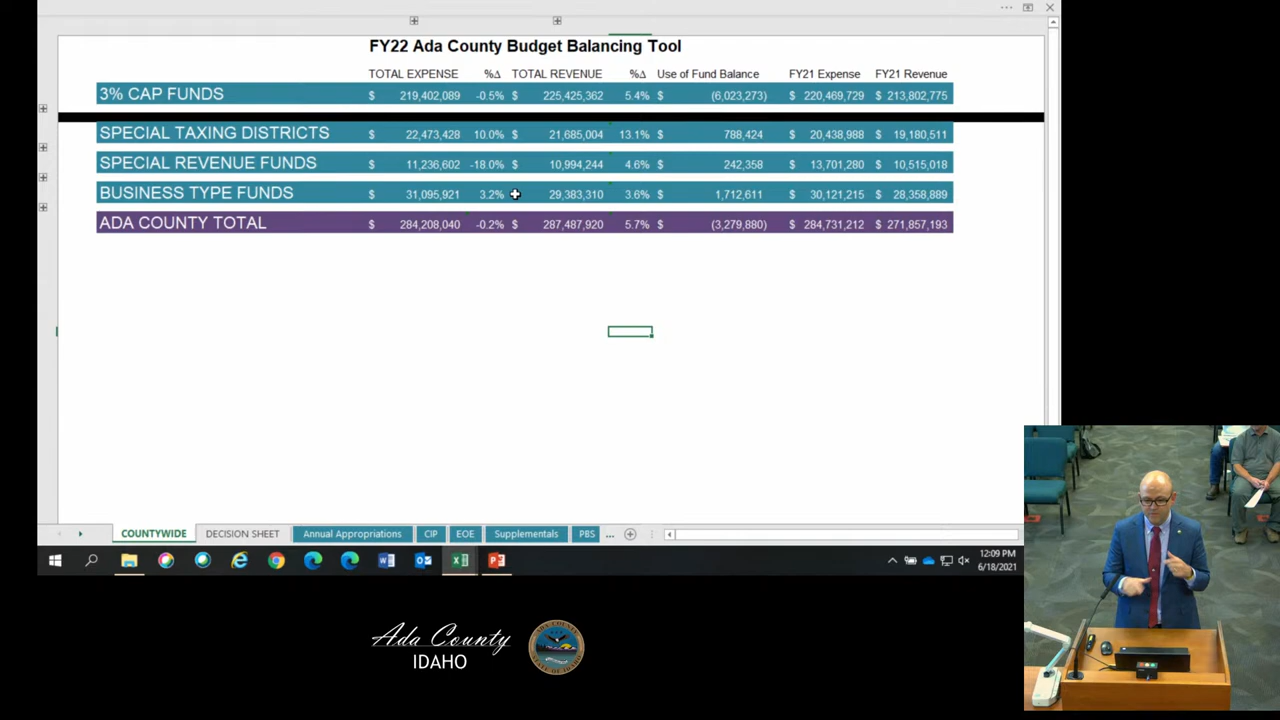 FY22 Ada County Budget Balancing Tool
TOTAL EXPENSE %Δ TOTAL REVENUE %Δ Use of Fund Balance FY21 Expense FY21 Revenue
3% CAP FUNDS $ 219,402,089 -0.5% $ 225,425,362 5.4% $ (6,023,273) $ 220,469,729 $ 213,802,775
SPECIAL TAXING DISTRICTS $ 22,473,428 10.0% $ 21,685,004 13.1% $ 788,424 $ 20,438,988 $ 19,180,511
SPECIAL REVENUE FUNDS $ 11,236,602 -18.0% $ 10,994,244 4.6% $ 242,358 $ 13,701,280 $ 10,515,018
BUSINESS TYPE FUNDS $ 31,095,921 3.2% $ 29,383,310 3.6% $ 1,712,611 $ 30,121,215 $ 28,358,889
ADA COUNTY TOTAL $ 284,208,040 -0.2% $ 287,487,920 5.7% $ (3,279,880) $ 284,731,212 $ 271,857,193
COUNTYWIDE DECISION SHEET Annual Appropriations CIP EOE Supplementals PBS ...
12:09 PM
6/18/2021
Ada County
IDAHO